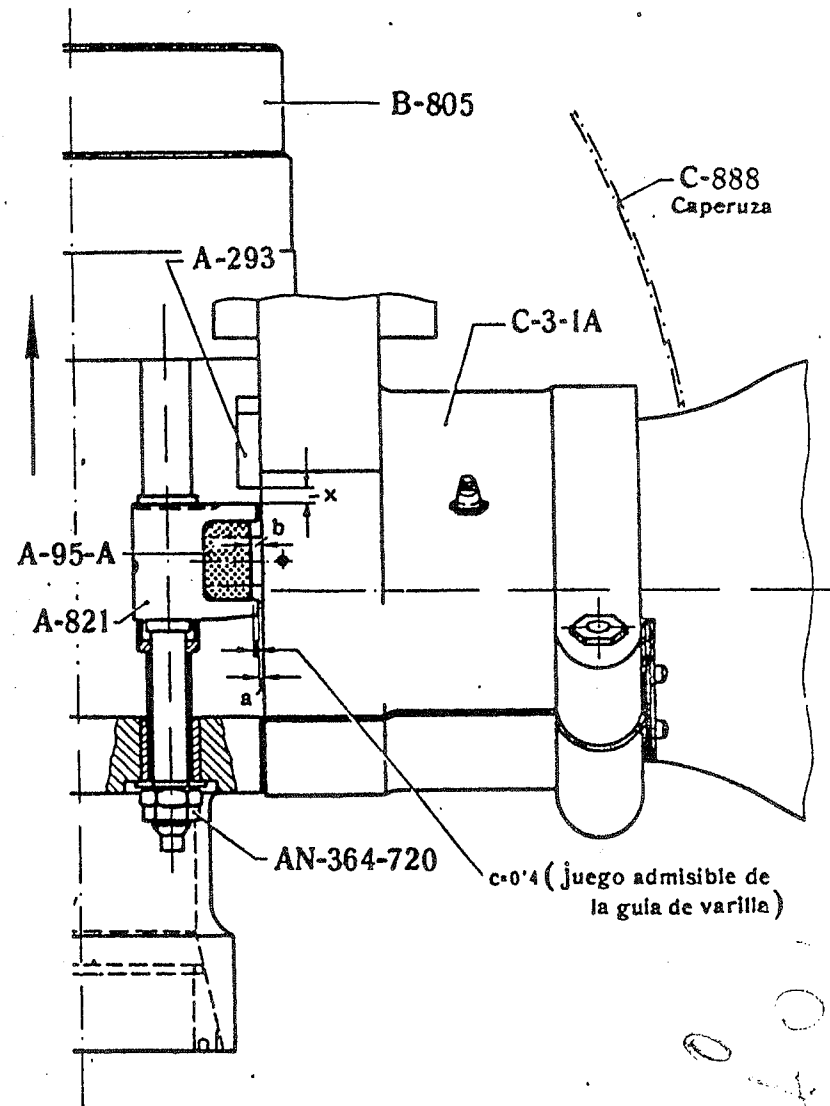 B-805
C-888
Caperuza
A-293
C-3-1A
x
b
A-95-A
A-821
a
AN-364-720
c=0'4 (juego admisible de
la guia de varilla)